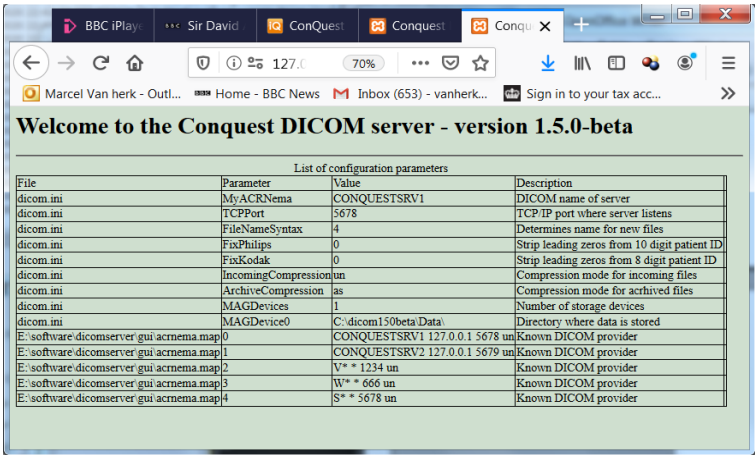 BBC iPlaye
BBC Sir David
ConQuest
Conquest
Conqu
127.0
70%
Marcel Van herk - Outl...
BBC Home - BBC News
Inbox (653) - vanherk...
Sign in to your tax acc...
Welcome to the Conquest DICOM server - version 1.5.0-beta
List of configuration parameters
File Parameter Value Description
dicom.ini MyACRNema CONQUESTSRV1 DICOM name of server
dicom.ini TCPPort 5678 TCP/IP port where server listens
dicom.ini FileNameSyntax 4 Determines name for new files
dicom.ini FixPhilips 0 Strip leading zeros from 10 digit patient ID
dicom.ini FixKodak 0 Strip leading zeros from 8 digit patient ID
dicom.ini IncomingCompression un Compression mode for incoming files
dicom.ini ArchiveCompression as Compression mode for acrhived files
dicom.ini MAGDevices 1 Number of storage devices
dicom.ini MAGDevice0 C:\dicom150beta\Data\ Directory where data is stored
E:\software\dicomserver\gui\acrnema.map 0 CONQUESTSRV1 127.0.0.1 5678 un Known DICOM provider
E:\software\dicomserver\gui\acrnema.map 1 CONQUESTSRV2 127.0.0.1 5679 un Known DICOM provider
E:\software\dicomserver\gui\acrnema.map 2 V* * 1234 un Known DICOM provider
E:\software\dicomserver\gui\acrnema.map 3 W* * 666 un Known DICOM provider
E:\software\dicomserver\gui\acrnema.map 4 S* * 5678 un Known DICOM provider